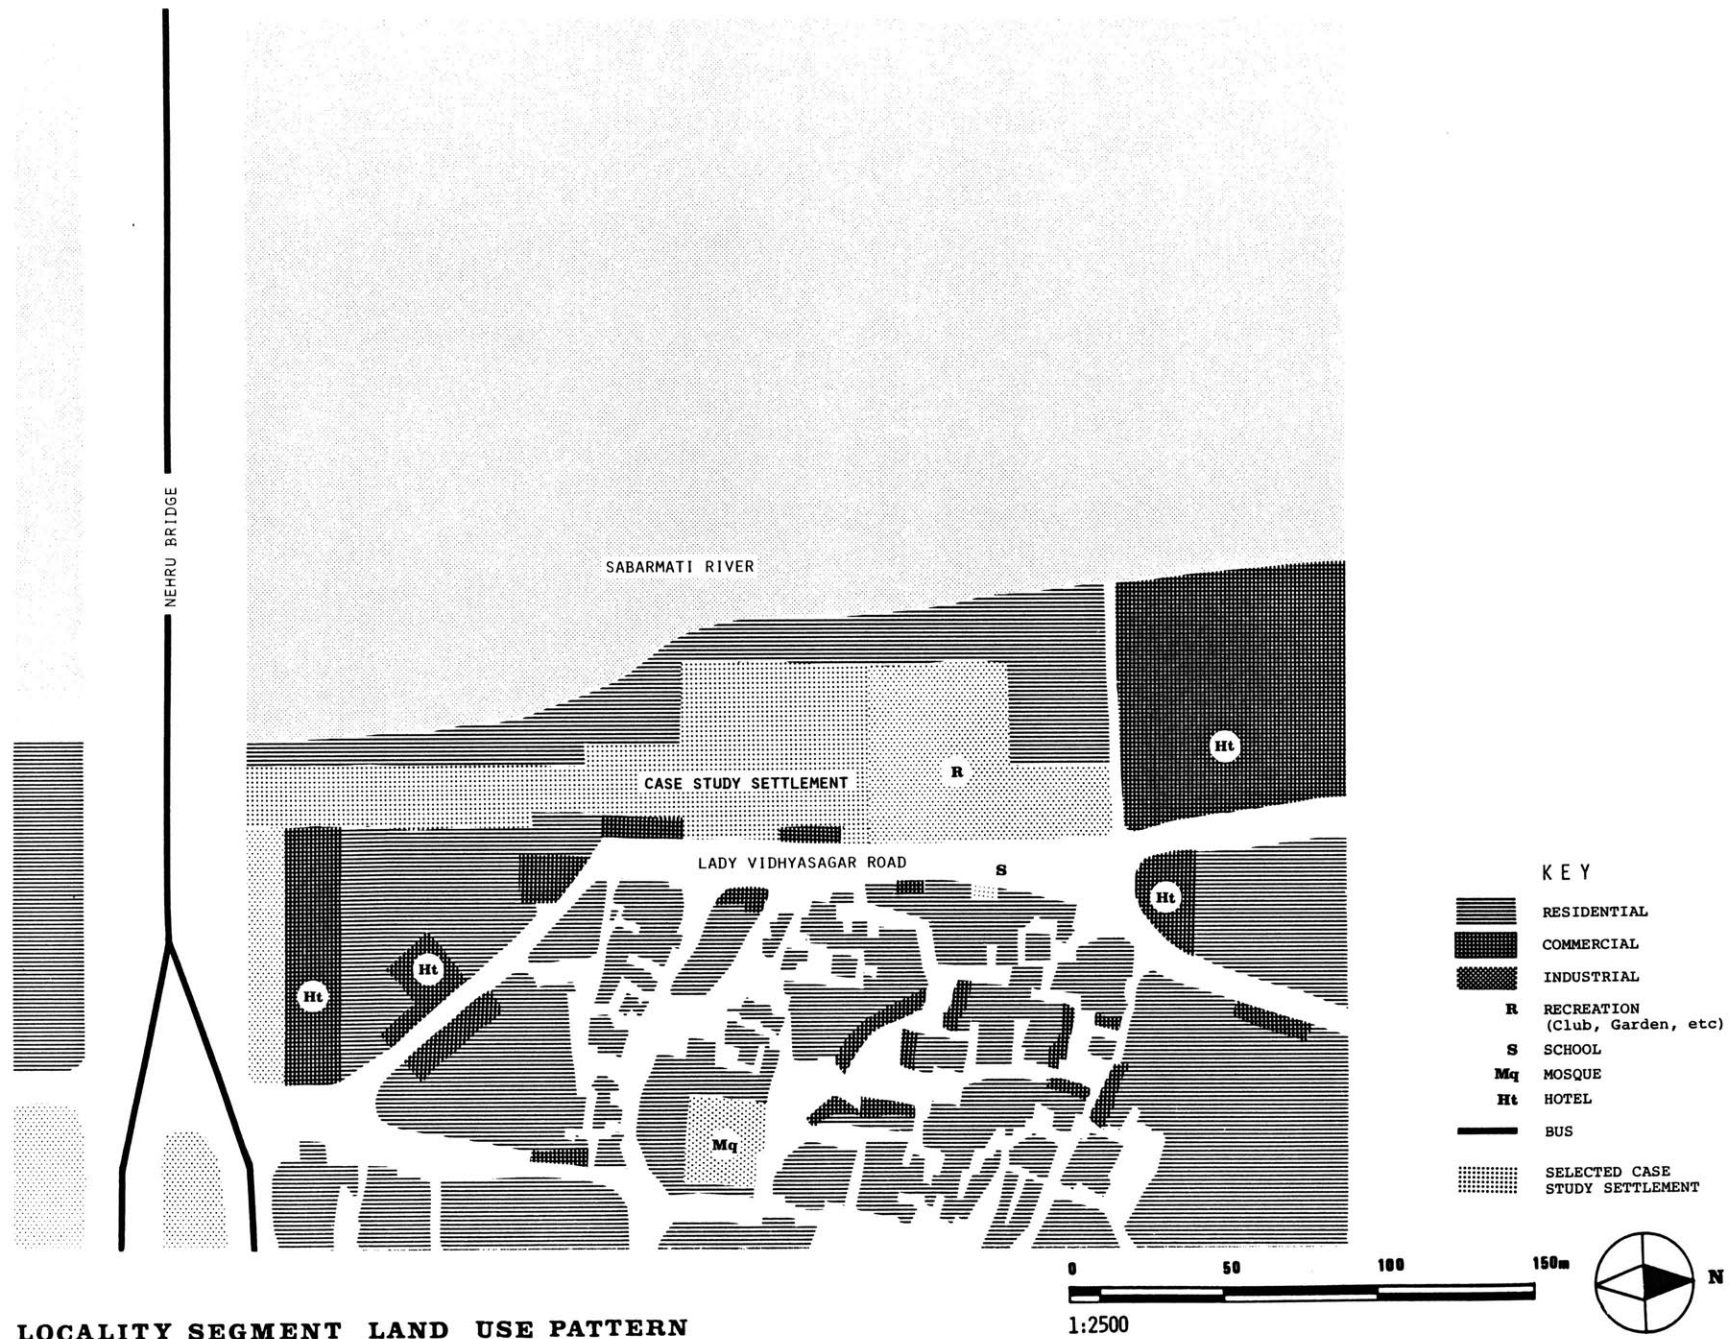 NEHRU BRIDGE
SABARMATI RIVER
Ht
CASE STUDY SETTLEMENT
R
LADY VIDHYASAGAR ROAD
S
Ht
Ht
Ht
Mq
KEY
RESIDENTIAL
COMMERCIAL
INDUSTRIAL
R RECREATION
(Club, Garden, etc)
S SCHOOL
Mq MOSQUE
Ht HOTEL
BUS
SELECTED CASE
STUDY SETTLEMENT
0 50 100 150m
1:2500
N
LOCALITY SEGMENT LAND USE PATTERN